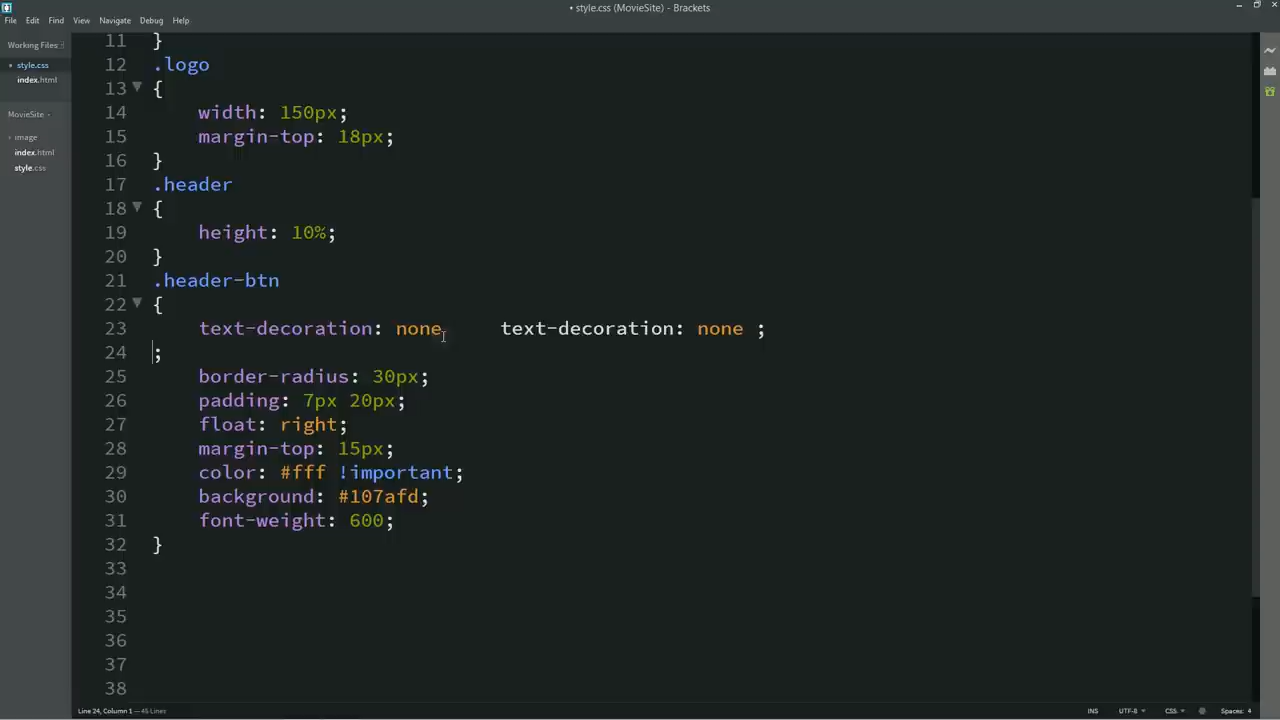 • style.css (MovieSite) - Brackets
File Edit Find View Navigate Debug Help
Working Files
• style.css
index.html
MovieSite
image
index.html
style.css
11 }
12 .logo
13 {
14 width: 150px;
15 margin-top: 18px;
16 }
17 .header
18 {
19 height: 10%;
20 }
21 .header-btn
22 {
23 text-decoration: none     text-decoration: none ;
24 ;
25 border-radius: 30px;
26 padding: 7px 20px;
27 float: right;
28 margin-top: 15px;
29 color: #fff !important;
30 background: #107afd;
31 font-weight: 600;
32 }
33
34
35
36
37
38
Line 24, Column 1 — 45 Lines INS UTF-8 CSS Spaces: 4